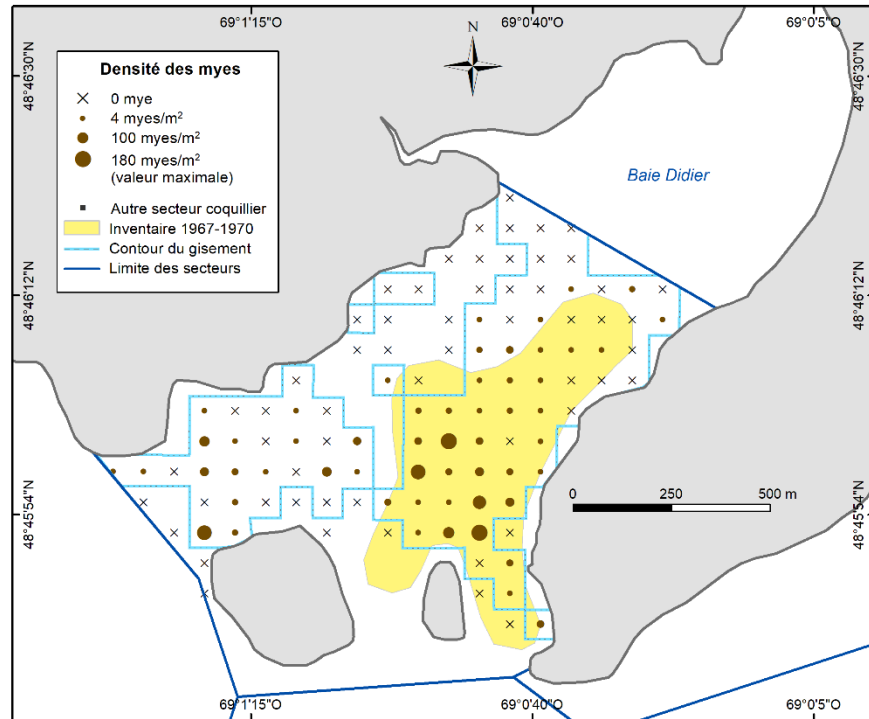 69°1'15"O 69°0'40"O 69°0'5"O
48°46'30"N 48°46'30"N
N
Densité des myes
0 mye
4 myes/m²
100 myes/m²
180 myes/m²
(valeur maximale)
Autre secteur coquillier
Inventaire 1967-1970
Contour du gisement
Limite des secteurs
Baie Didier
48°46'12"N 48°46'12"N
0 250 500 m
48°45'54"N 48°45'54"N
69°1'15"O 69°0'40"O 69°0'5"O